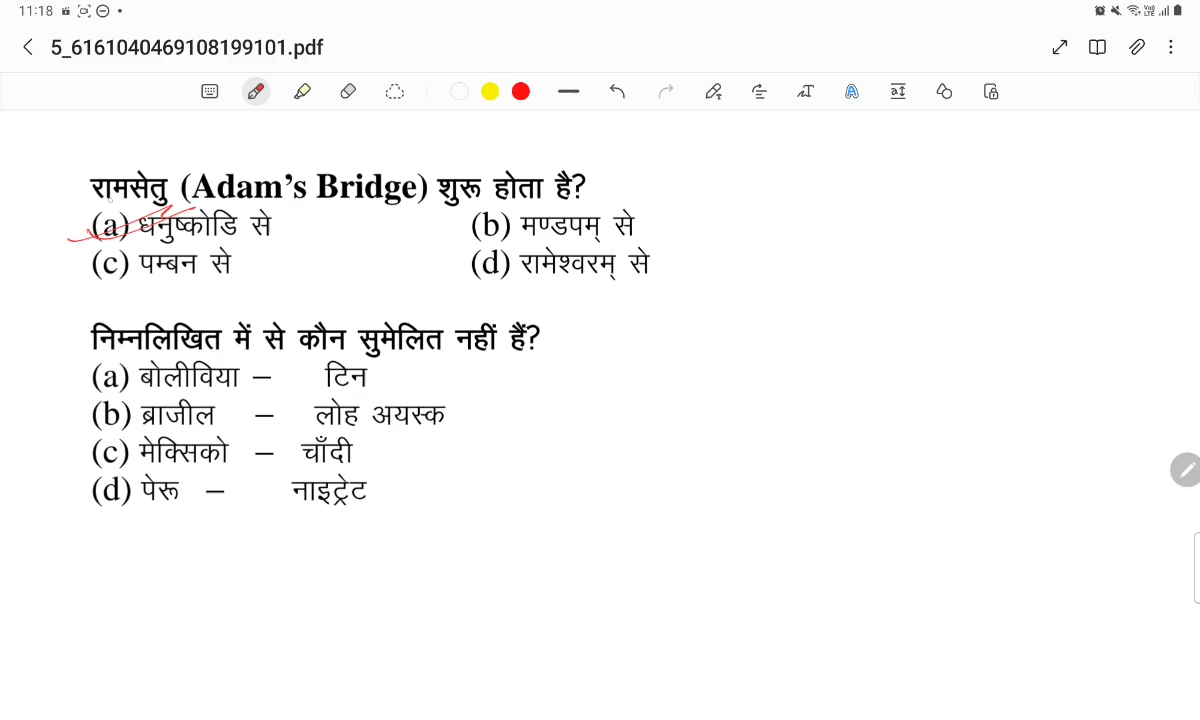 11:18
5_6161040469108199101.pdf
रामसेतु (Adam's Bridge) शुरू होता है?
(a) धनुष्कोडि से (b) मण्डपम् से
(c) पम्बन से (d) रामेश्वरम् से
निम्नलिखित में से कौन सुमेलित नहीं हैं?
(a) बोलीविया – टिन
(b) ब्राजील – लोह अयस्क
(c) मेक्सिको – चाँदी
(d) पेरू – नाइट्रेट